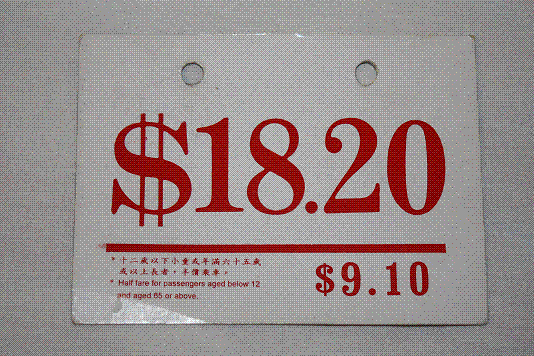 $18.20
* 十二歲以下小童或年滿六十五歲
或以上長者，半價乘車。
* Half fare for passengers aged below 12
and aged 65 or above.
$9.10